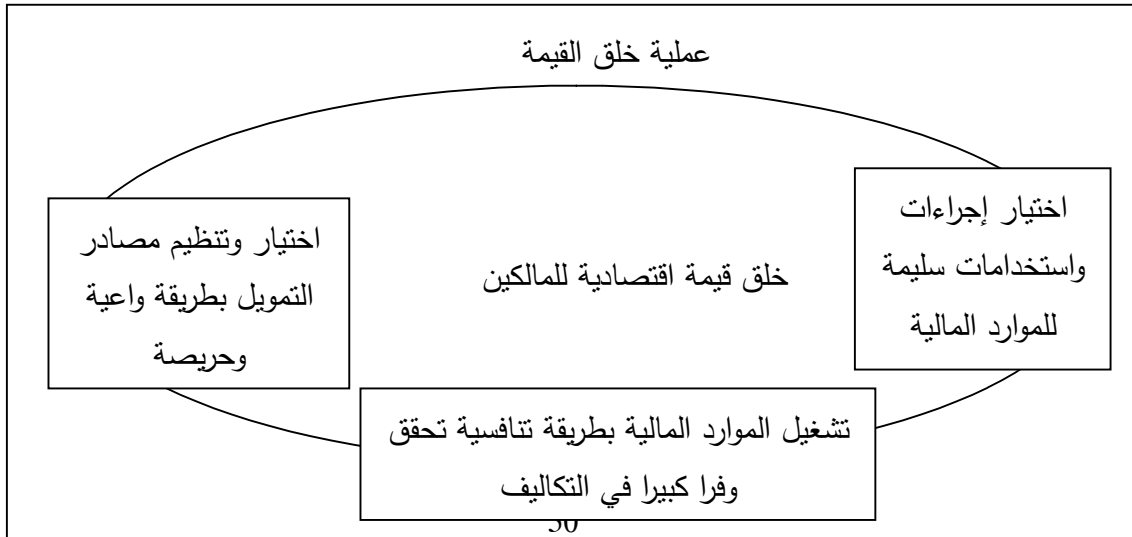 عملية خلق القيمة
اختيار إجراءات
واستخدامات سليمة
للموارد المالية
اختيار وتنظيم مصادر
التمويل بطريقة واعية
وحريصة
خلق قيمة اقتصادية للمالكين
تشغيل الموارد المالية بطريقة تنافسية تحقق
وفرا كبيرا في التكاليف